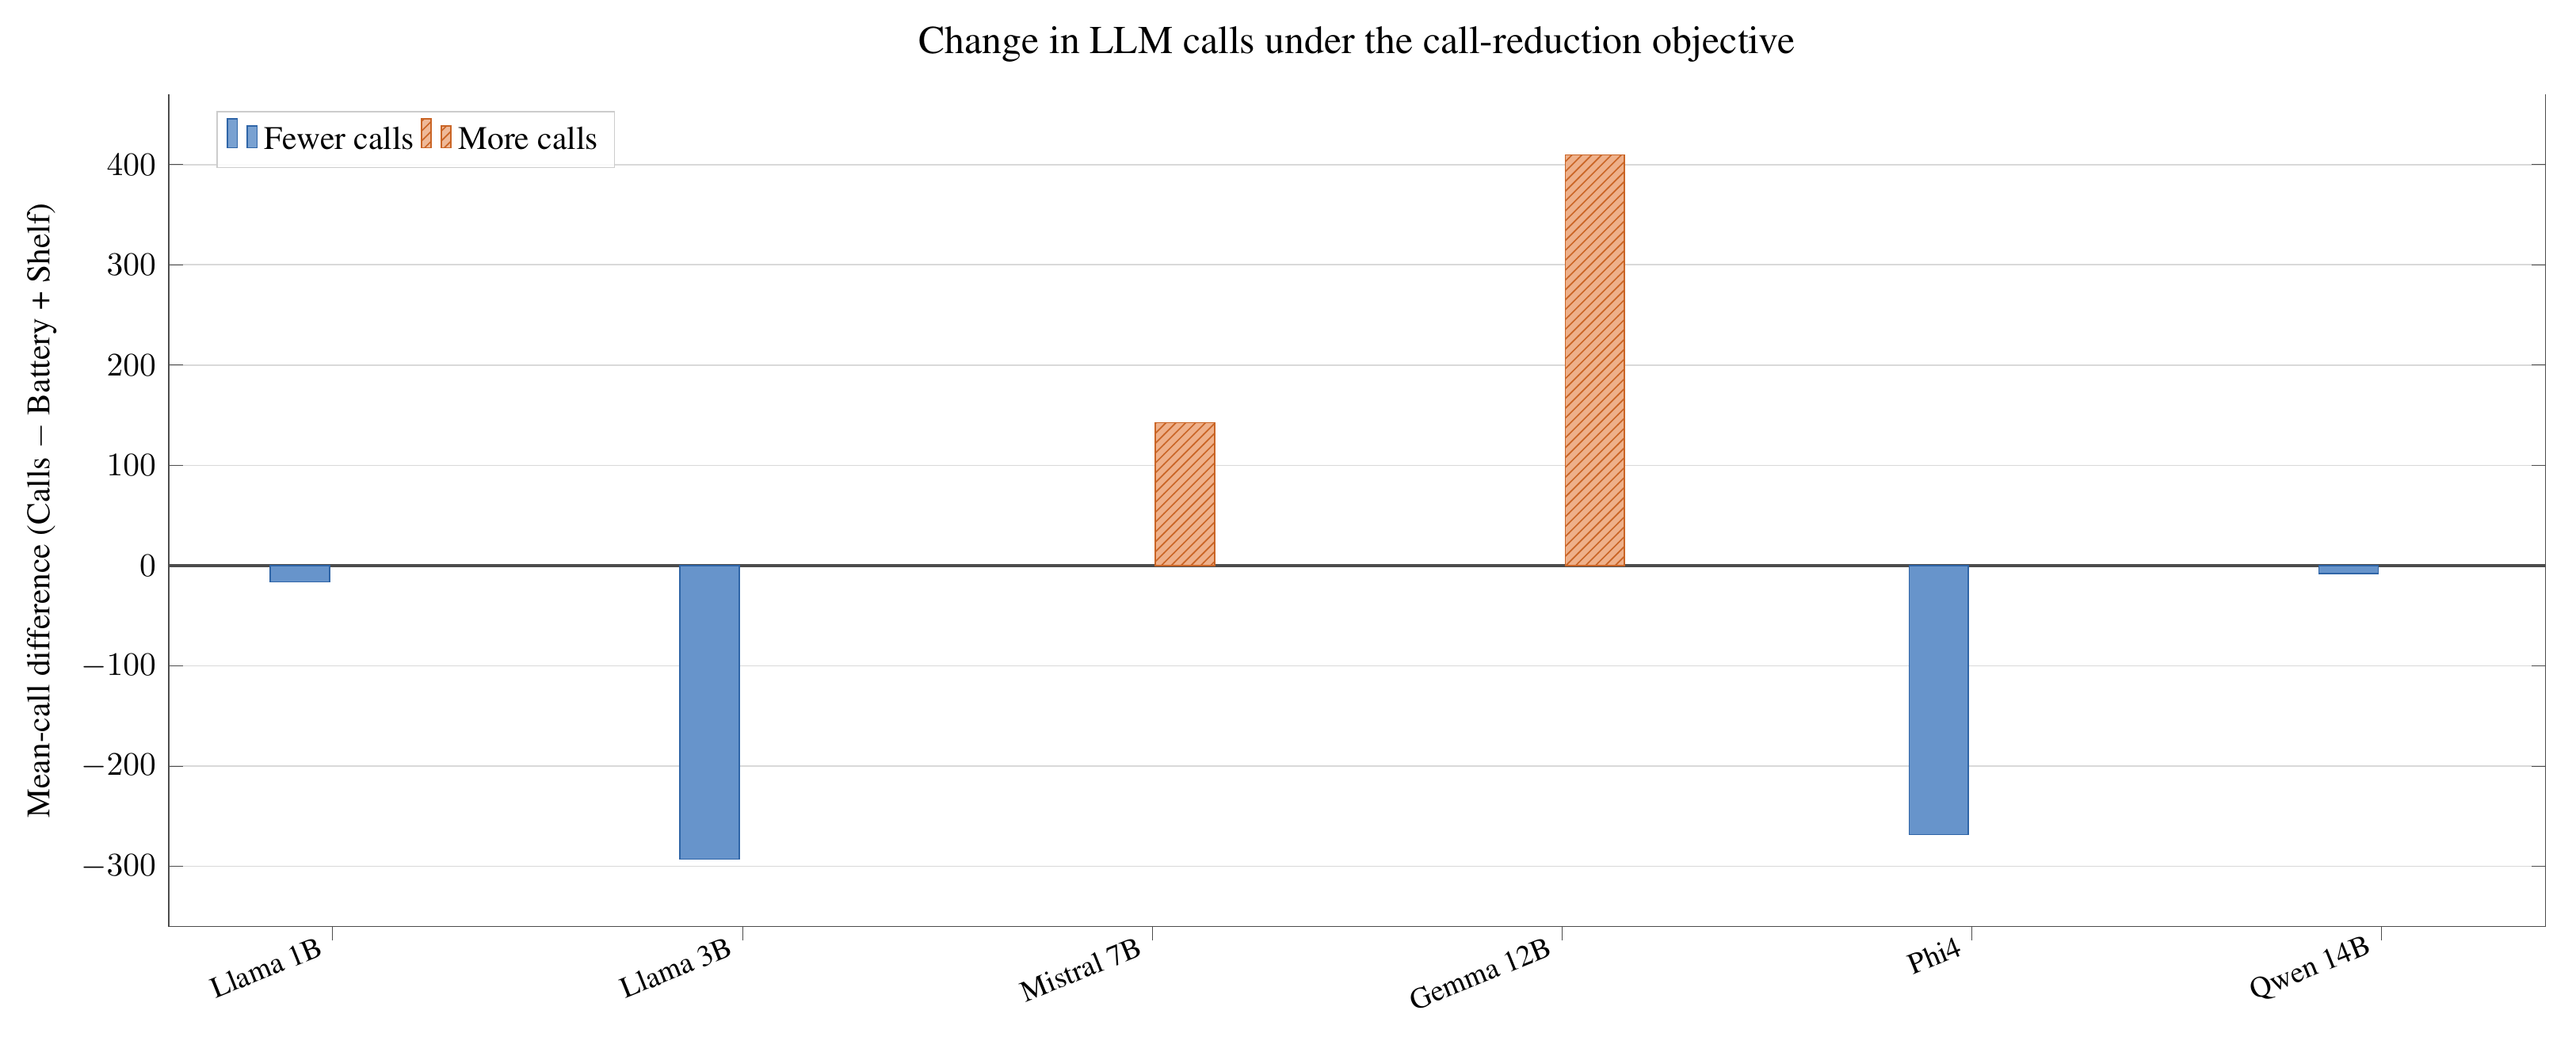 Change in LLM calls under the call-reduction objective
Fewer calls More calls
Mean-call difference (Calls − Battery + Shelf)
400
300
200
100
0
−100
−200
−300
Llama 1B
Llama 3B
Mistral 7B
Gemma 12B
Phi4
Qwen 14B